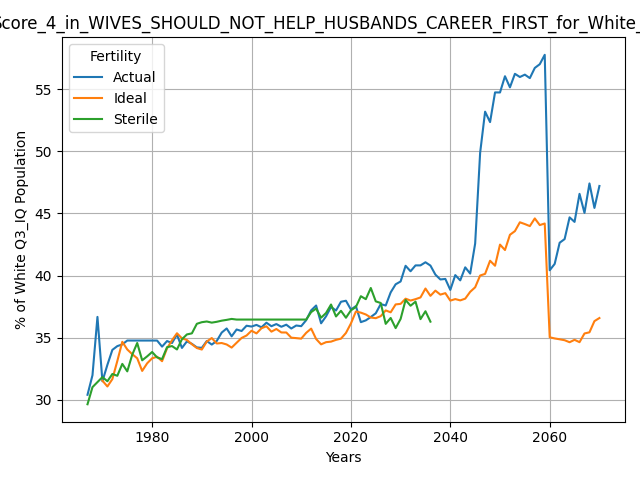 Score_4_in_WIVES_SHOULD_NOT_HELP_HUSBANDS_CAREER_FIRST_for_White_
Fertility
Actual
Ideal
Sterile
% of White Q3_IQ Population
55
50
45
40
35
30
1980
2000
2020
2040
2060
Years